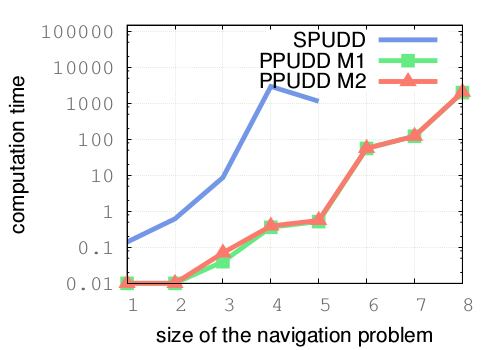 100000
10000
1000
100
10
1
0.1
0.01
SPUDD
PPUDD M1
PPUDD M2
computation time
1 2 3 4 5 6 7 8
size of the navigation problem